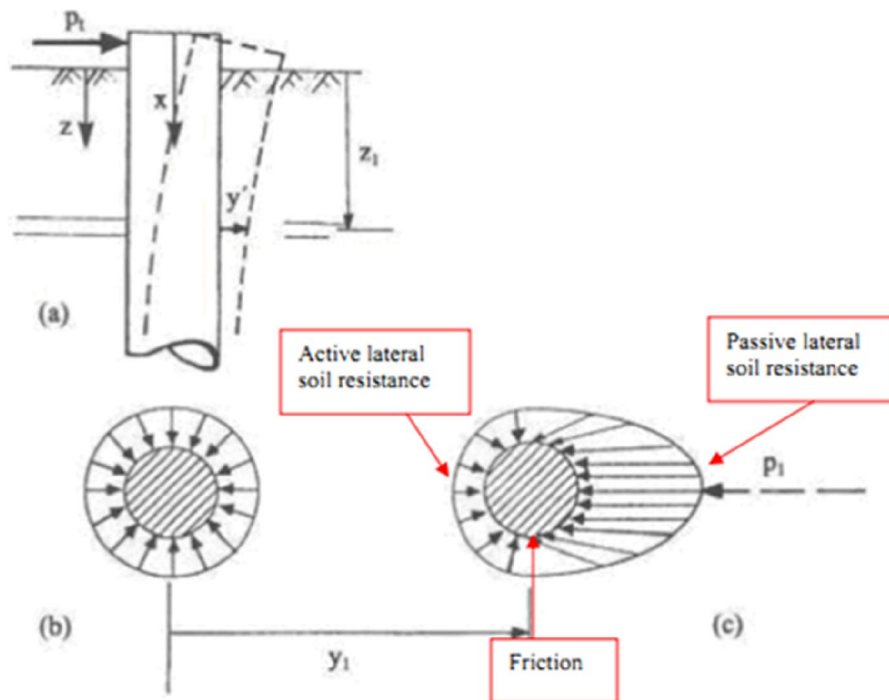 Pt
x
z
z1
y'
(a)
Active lateral
soil resistance
Passive lateral
soil resistance
P1
(b)
(c)
y1
Friction